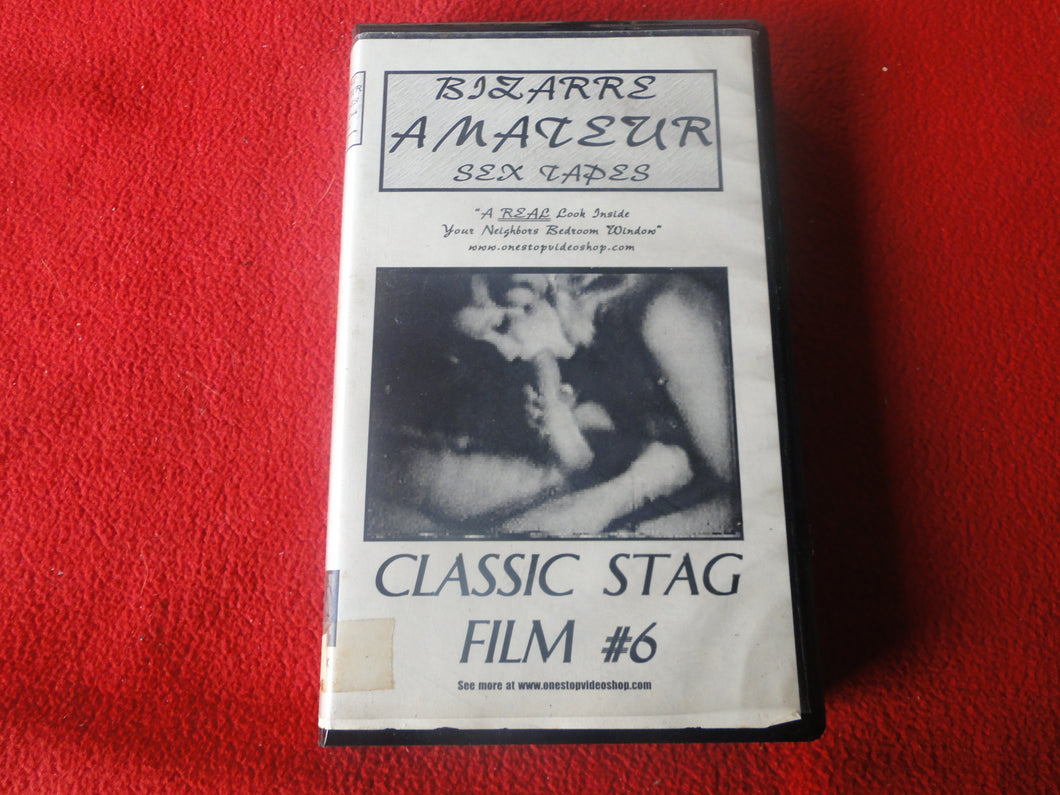 BIZARRE
AMATEUR
SEX TAPES
"A REAL Look Inside
Your Neighbors Bedroom Window"
www.onestopvideoshop.com
CLASSIC STAG
FILM #6
See more at www.onestopvideoshop.com